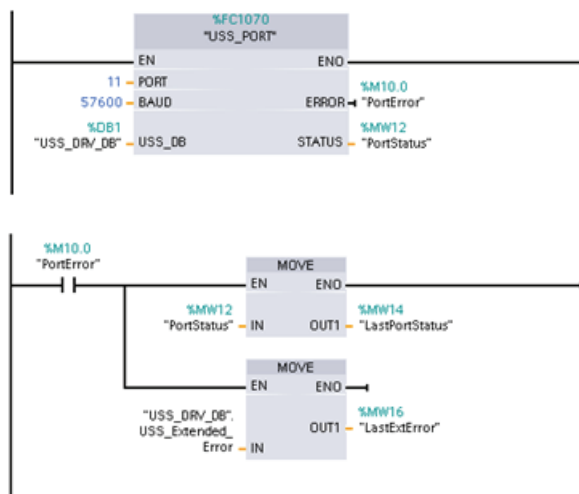 %FC1070
"USS_PORT"
EN ENO
11 PORT
%M10.0
57600 BAUD ERROR "PortError"
%DB1 %MW12
"USS_DRV_DB" USS_DB STATUS "PortStatus"
%M10.0
"PortError"
MOVE
EN ENO
%MW12 %MW14
"PortStatus" IN OUT1 "LastPortStatus"
MOVE
EN ENO
"USS_DRV_DB". %MW16
USS_Extended_ OUT1 "LastExtError"
Error IN